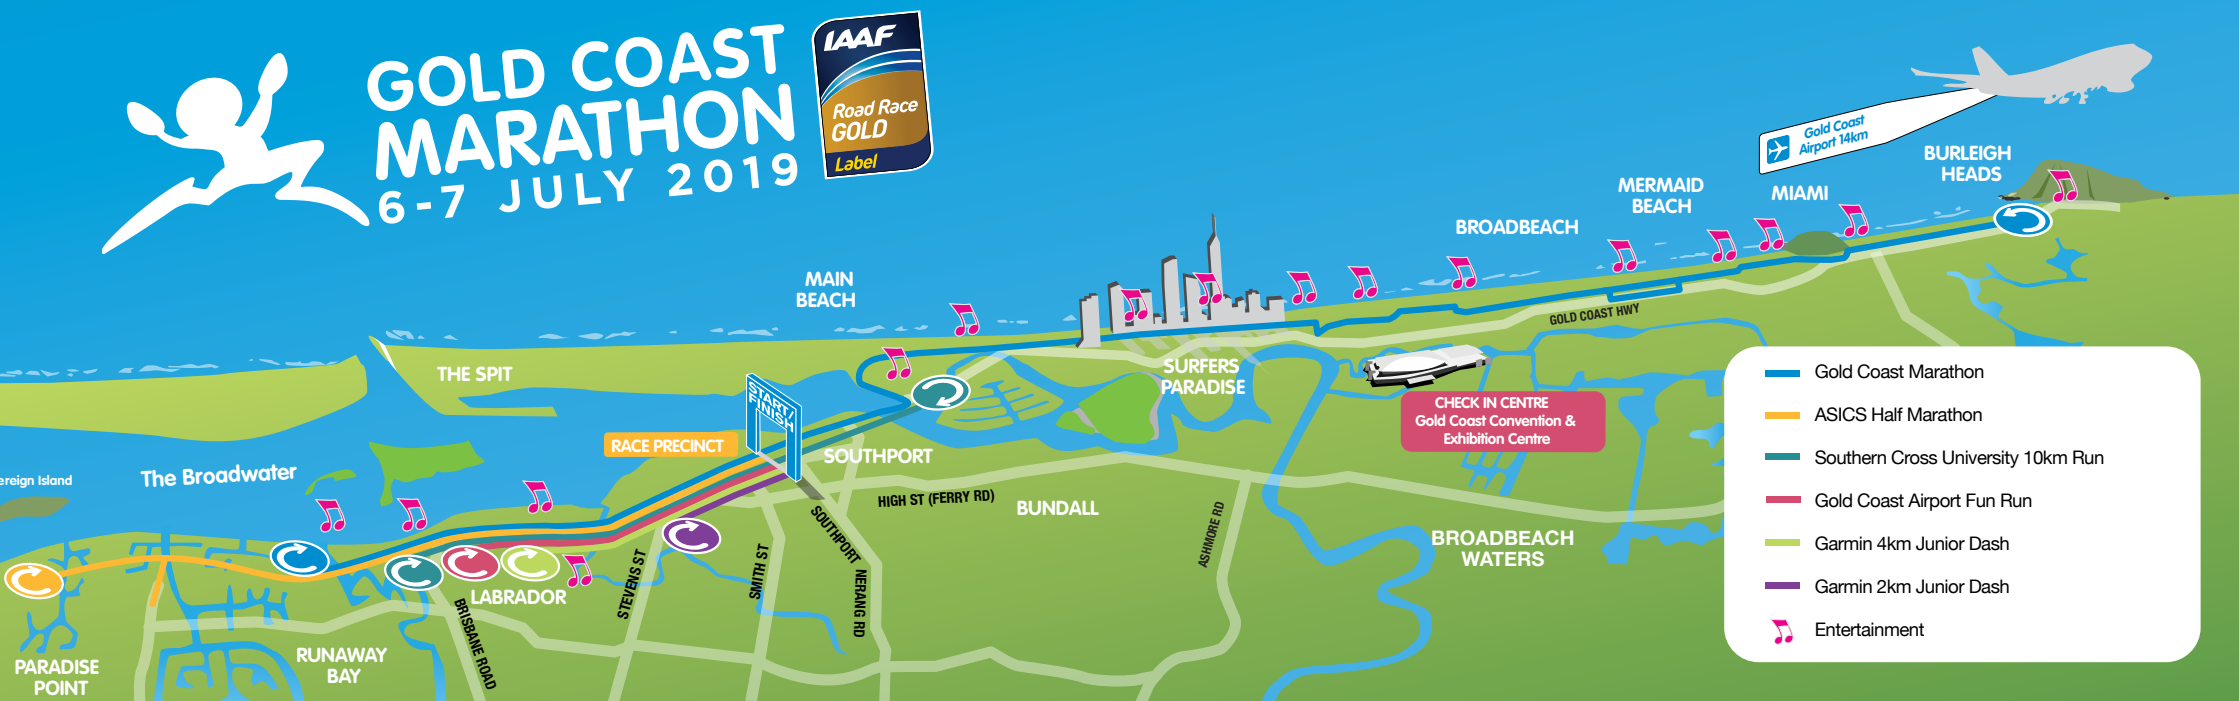 GOLD COAST
MARATHON
6-7 JULY 2019
IAAF
Road Race
GOLD
Label
Gold Coast
Airport 14km
BURLEIGH
HEADS
MERMAID
BEACH
MIAMI
BROADBEACH
MAIN
BEACH
GOLD COAST HWY
THE SPIT
SURFERS
PARADISE
START/
FINISH
CHECK IN CENTRE
Gold Coast Convention &
Exhibition Centre
RACE PRECINCT
SOUTHPORT
The Broadwater
ereign Island
HIGH ST (FERRY RD)
BUNDALL
ASHMORE RD
BROADBEACH
WATERS
SOUTHPORT NERANG RD
SMITH ST
STEVENS ST
LABRADOR
BRISBANE ROAD
RUNAWAY
BAY
PARADISE
POINT
Gold Coast Marathon
ASICS Half Marathon
Southern Cross University 10km Run
Gold Coast Airport Fun Run
Garmin 4km Junior Dash
Garmin 2km Junior Dash
Entertainment